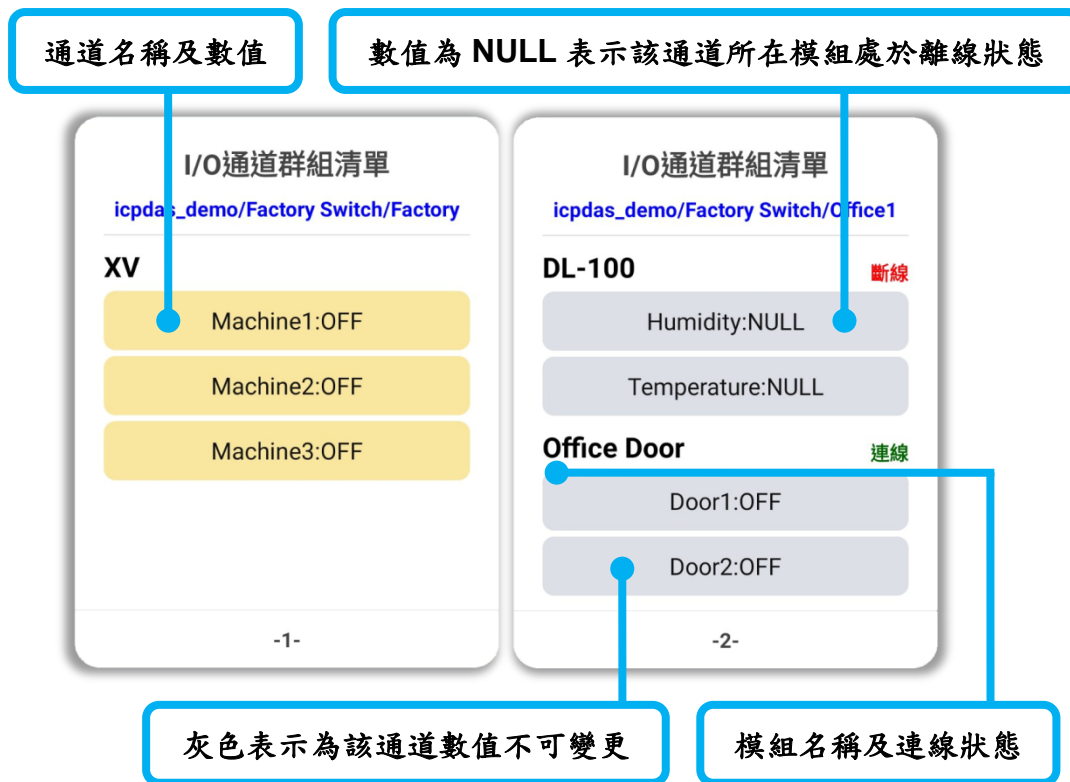 通道名稱及數值
數值為 NULL 表示該通道所在模組處於離線狀態
I/O通道群組清單
icpdas_demo/Factory Switch/Factory
XV
Machine1:OFF
Machine2:OFF
Machine3:OFF
-1-
I/O通道群組清單
icpdas_demo/Factory Switch/Office1
DL-100
斷線
Humidity:NULL
Temperature:NULL
Office Door
連線
Door1:OFF
Door2:OFF
-2-
灰色表示為該通道數值不可變更
模組名稱及連線狀態